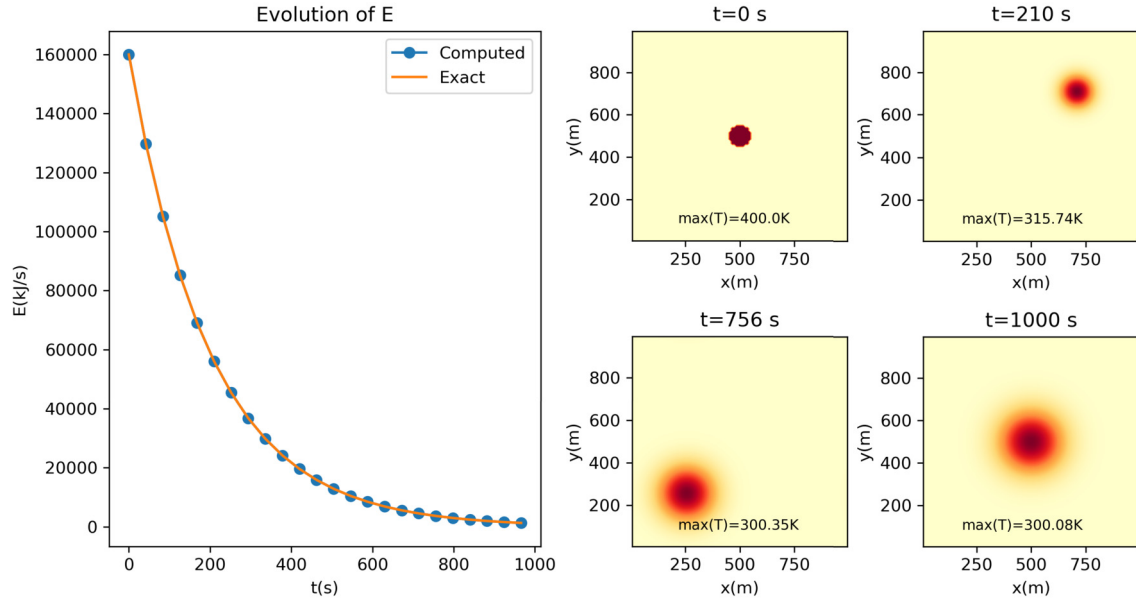 Evolution of E
160000
140000
120000
100000
80000
60000
40000
20000
0
E(kJ/s)
0
200
400
600
800
1000
t(s)
Computed
Exact
t=0 s
800
600
400
200
y(m)
max(T)=400.0K
250
500
750
x(m)
t=210 s
800
600
400
200
y(m)
max(T)=315.74K
250
500
750
x(m)
t=756 s
800
600
400
200
y(m)
max(T)=300.35K
250
500
750
x(m)
t=1000 s
800
600
400
200
y(m)
max(T)=300.08K
250
500
750
x(m)